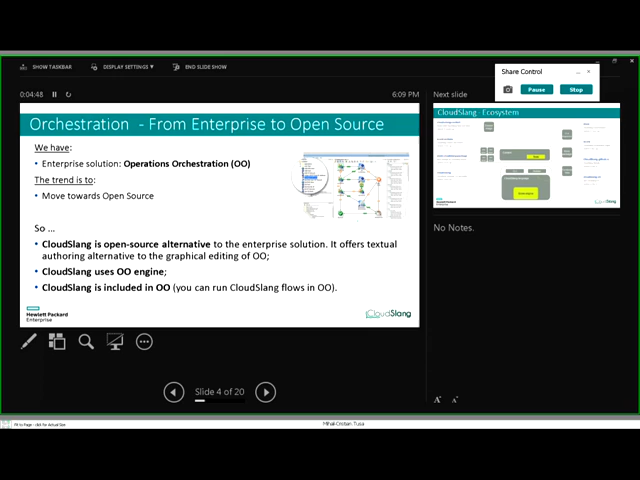 SHOW TASKBAR
DISPLAY SETTINGS ▼
END SLIDE SHOW
Share Control
Pause
Stop
0:04:48
6:09 PM
Next slide
Orchestration - From Enterprise to Open Source
We have:
• Enterprise solution: Operations Orchestration (OO)
The trend is to:
• Move towards Open Source
So ...
• CloudSlang is open-source alternative to the enterprise solution. It offers textual
authoring alternative to the graphical editing of OO;
• CloudSlang uses OO engine;
• CloudSlang is included in OO (you can run CloudSlang flows in OO).
Hewlett Packard
Enterprise
CloudSlang
CloudSlang - Ecosystem
No Notes.
Slide 4 of 20
A A
Mihail-Cristian Tusa